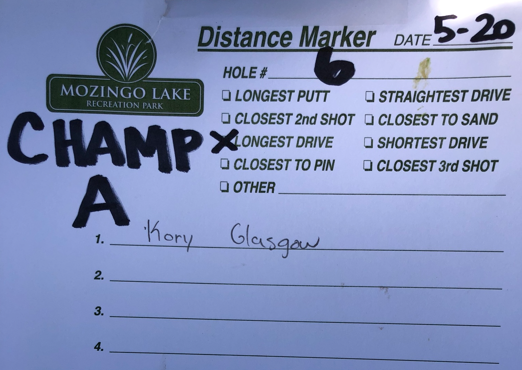 Distance Marker DATE 5-20
HOLE # 6
MOZINGO LAKE
RECREATION PARK
LONGEST PUTT STRAIGHTEST DRIVE
CLOSEST 2nd SHOT CLOSEST TO SAND
CHAMP X LONGEST DRIVE SHORTEST DRIVE
CLOSEST TO PIN CLOSEST 3rd SHOT
A
OTHER
1. Kory Glasgow
2.
3.
4.